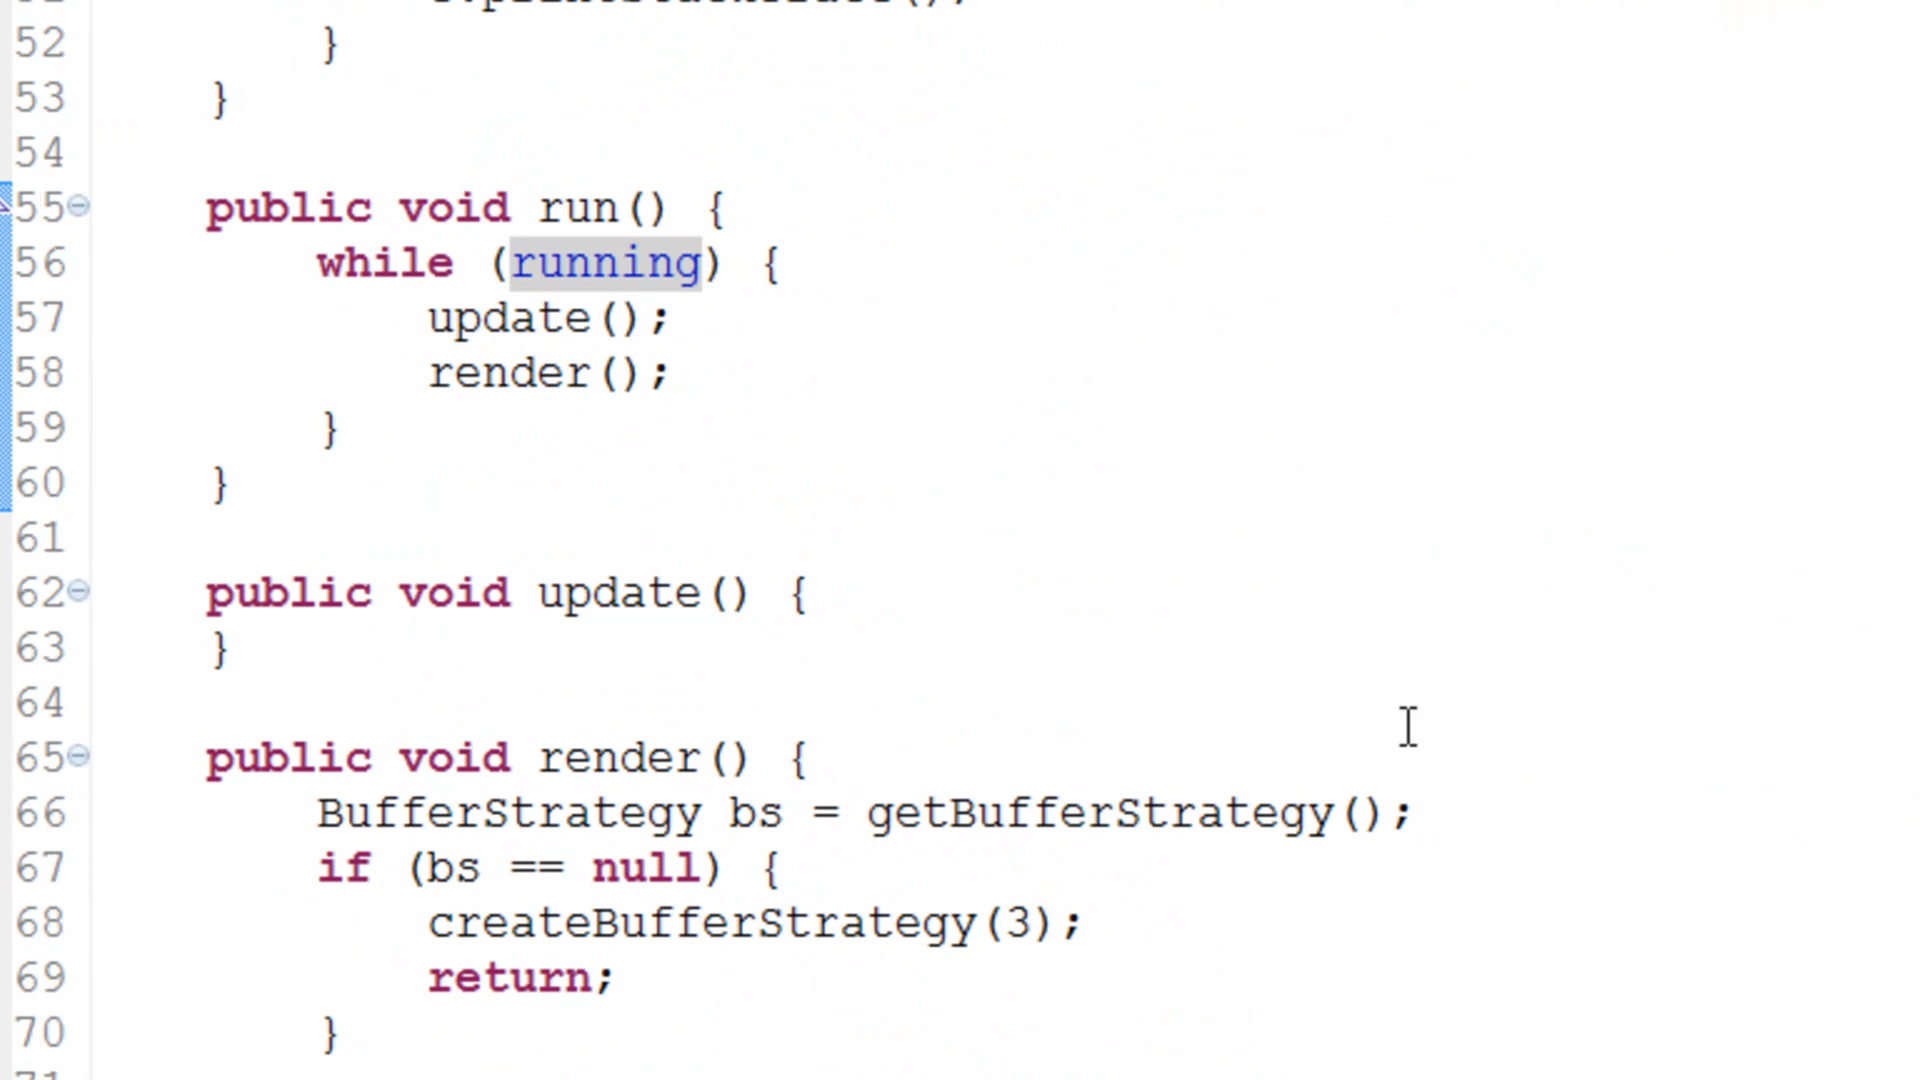 52 }
53 }
54
55 public void run() {
56 while (running) {
57 update();
58 render();
59 }
60 }
61
62 public void update() {
63 }
64
65 public void render() {
66 BufferStrategy bs = getBufferStrategy();
67 if (bs == null) {
68 createBufferStrategy(3);
69 return;
70 }